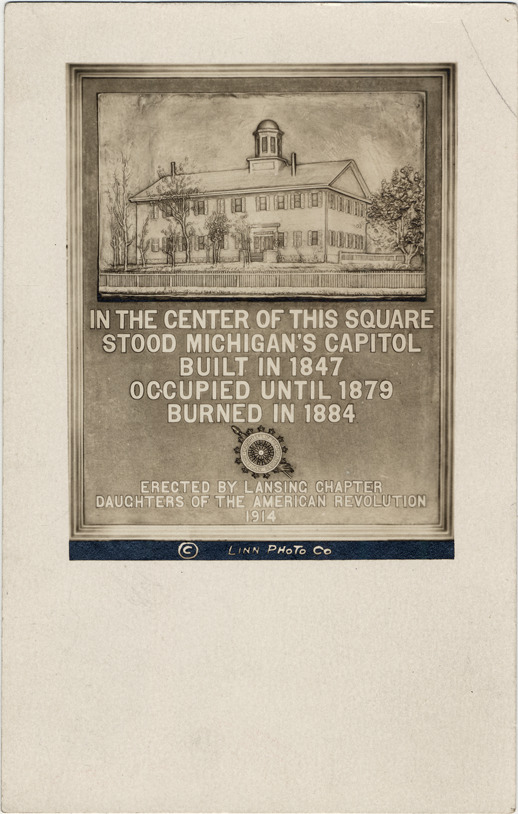 IN THE CENTER OF THIS SQUARE
STOOD MICHIGAN'S CAPITOL
BUILT IN 1847
OCCUPIED UNTIL 1879
BURNED IN 1884
ERECTED BY LANSING CHAPTER
DAUGHTERS OF THE AMERICAN REVOLUTION
1914
© LINN PHOTO CO